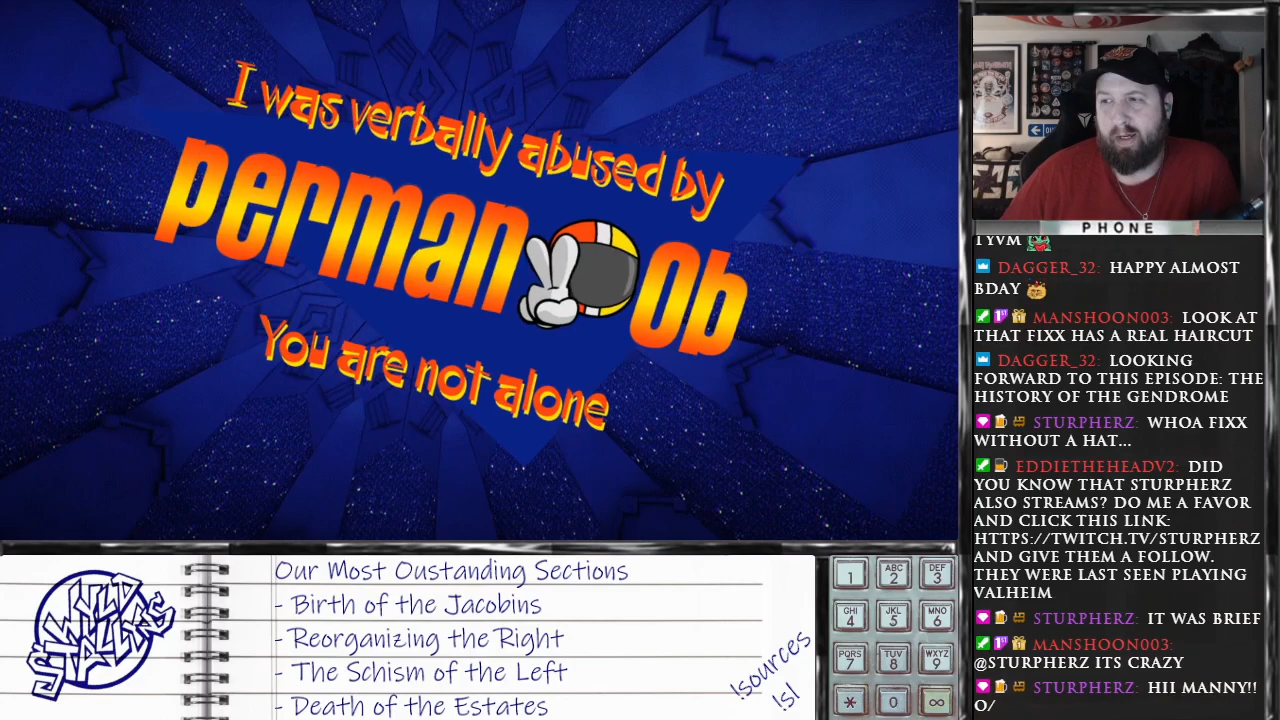 I was verbally abused by
perman Ob
You are not alone
PHONE
TYVM
DAGGER_32: HAPPY ALMOST
BDAY
MANSHOON003: LOOK AT
THAT FIXX HAS A REAL HAIRCUT
DAGGER_32: LOOKING
FORWARD TO THIS EPISODE: THE
HISTORY OF THE GENDROME
STURPHERZ: WHOA FIXX
WITHOUT A HAT...
EDDIETHEHEADV2: DID
YOU KNOW THAT STURPHERZ
ALSO STREAMS? DO ME A FAVOR
AND CLICK THIS LINK:
HTTPS://TWITCH.TV/STURPHERZ
AND GIVE THEM A FOLLOW.
THEY WERE LAST SEEN PLAYING
VALHEIM
STURPHERZ: IT WAS BRIEF
MANSHOON003:
@STURPHERZ ITS CRAZY
STURPHERZ: HII MANNY!!
O/
WYLD
STALLYNS
Our Most Oustanding Sections
- Birth of the Jacobins
- Reorganizing the Right
- The Schism of the Left
- Death of the Estates
!sources
!sl
1 ABC 2 DEF 3
GHI 4 JKL 5 MNO 6
PQRS 7 TUV 8 WXYZ 9
* 0 ∞